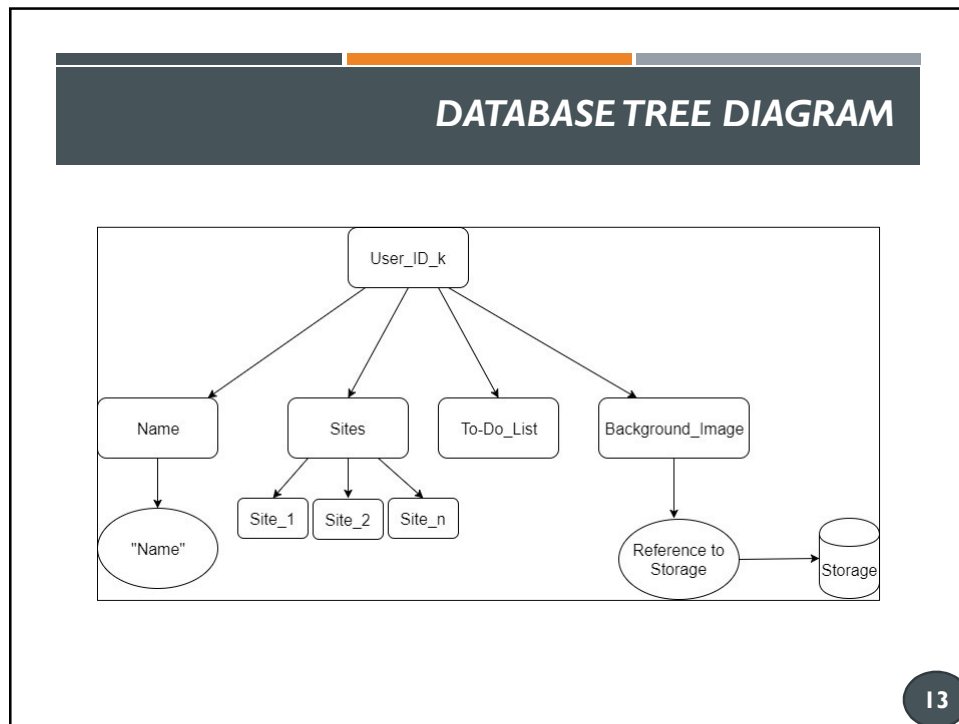 DATABASE TREE DIAGRAM
User_ID_k
Name
Sites
To-Do_List
Background_Image
Site_1
Site_2
Site_n
"Name"
Reference to
Storage
Storage
13